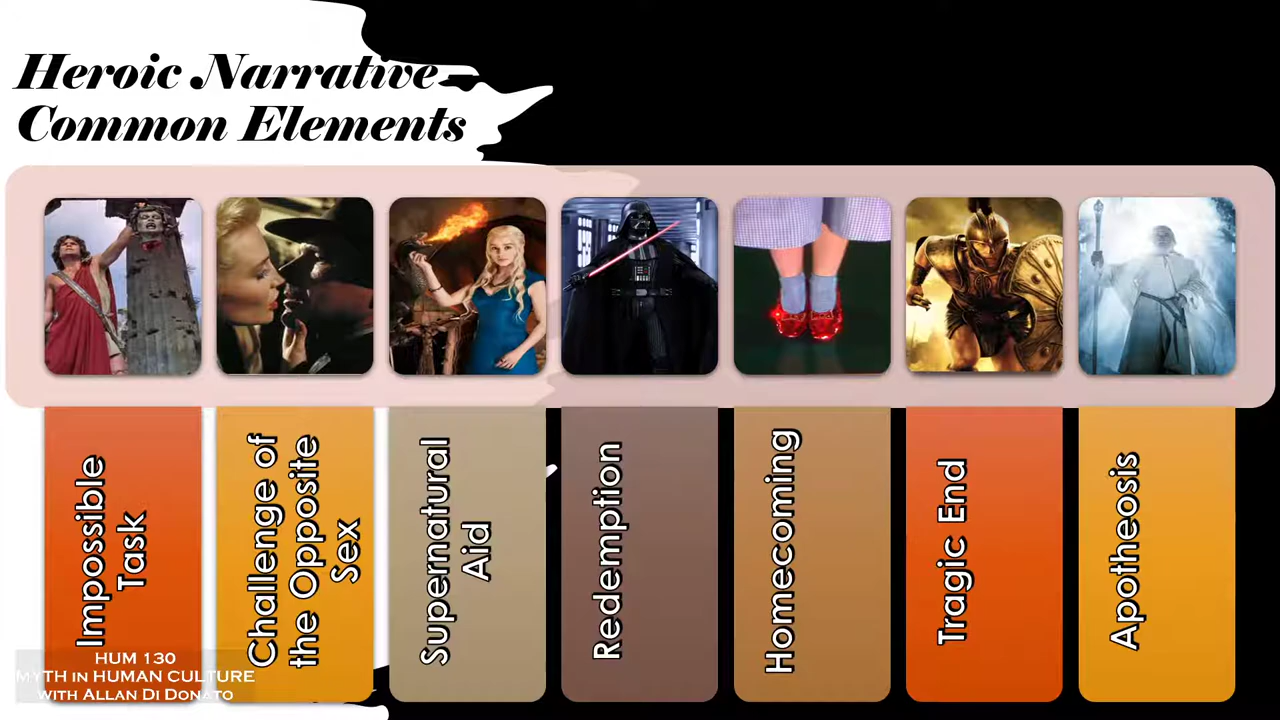 Heroic Narrative –
Common Elements
Impossible
Task
Challenge of
the Opposite
Sex
Supernatural
Aid
Redemption
Homecoming
Tragic End
Apotheosis
HUM 130
MYTH in HUMAN CULTURE
with Allan Di Donato